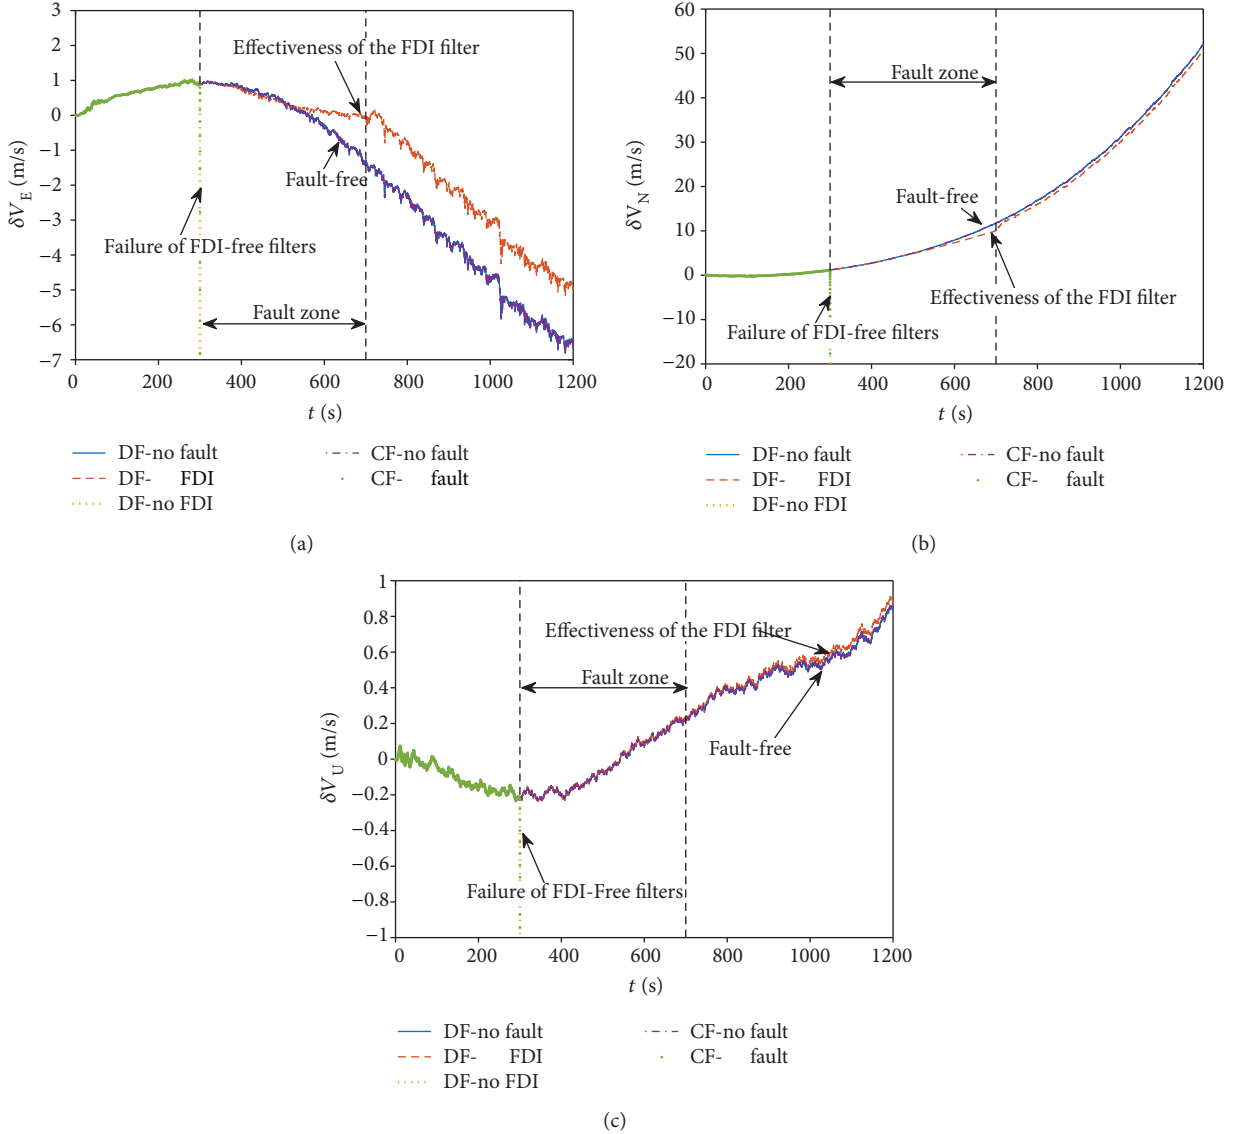 3
2
1
0
−1
−2
−3
−4
−5
−6
−7
δV_E (m/s)
Effectiveness of the FDI filter
Fault-free
Failure of FDI-free filters
Fault zone
0 200 400 600 800 1000 1200
t (s)
DF-no fault CF-no fault
DF- FDI CF- fault
DF-no FDI
(a)
60
50
40
30
20
10
0
−10
−20
δV_N (m/s)
Fault zone
Fault-free
Effectiveness of the FDI filter
Failure of FDI-free filters
0 200 400 600 800 1000 1200
t (s)
DF-no fault CF-no fault
DF- FDI CF- fault
DF-no FDI
(b)
1
0.8
0.6
0.4
0.2
0
−0.2
−0.4
−0.6
−0.8
−1
δV_U (m/s)
Effectiveness of the FDI filter
Fault zone
Fault-free
Failure of FDI-Free filters
0 200 400 600 800 1000 1200
t (s)
DF-no fault CF-no fault
DF- FDI CF- fault
DF-no FDI
(c)